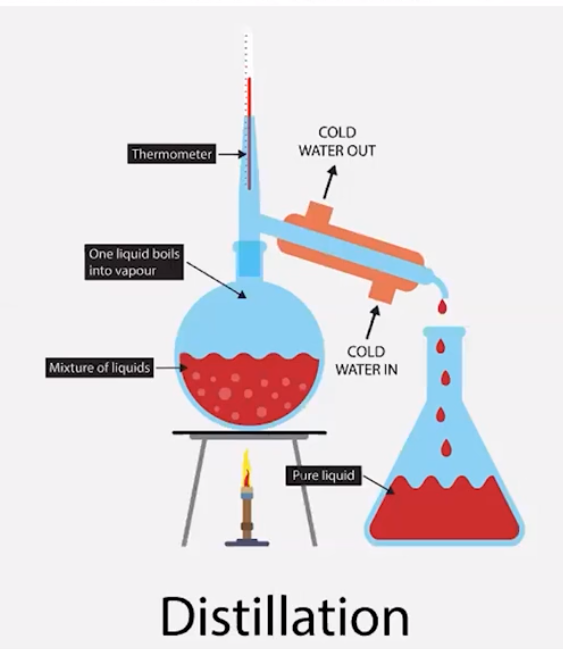 Thermometer
COLD
WATER OUT
One liquid boils
into vapour
Mixture of liquids
COLD
WATER IN
Pure liquid
Distillation